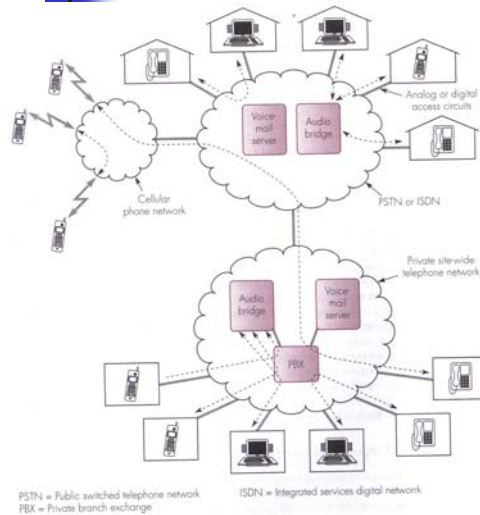 Voice-
mail
server
Audio
bridge
Analog or digital
access circuits
Cellular
phone network
PSTN or ISDN
Private site-wide
telephone network
Audio
bridge
Voice-
mail
server
PBX
PSTN = Public switched telephone network
PBX = Private branch exchange
ISDN = Integrated services digital network